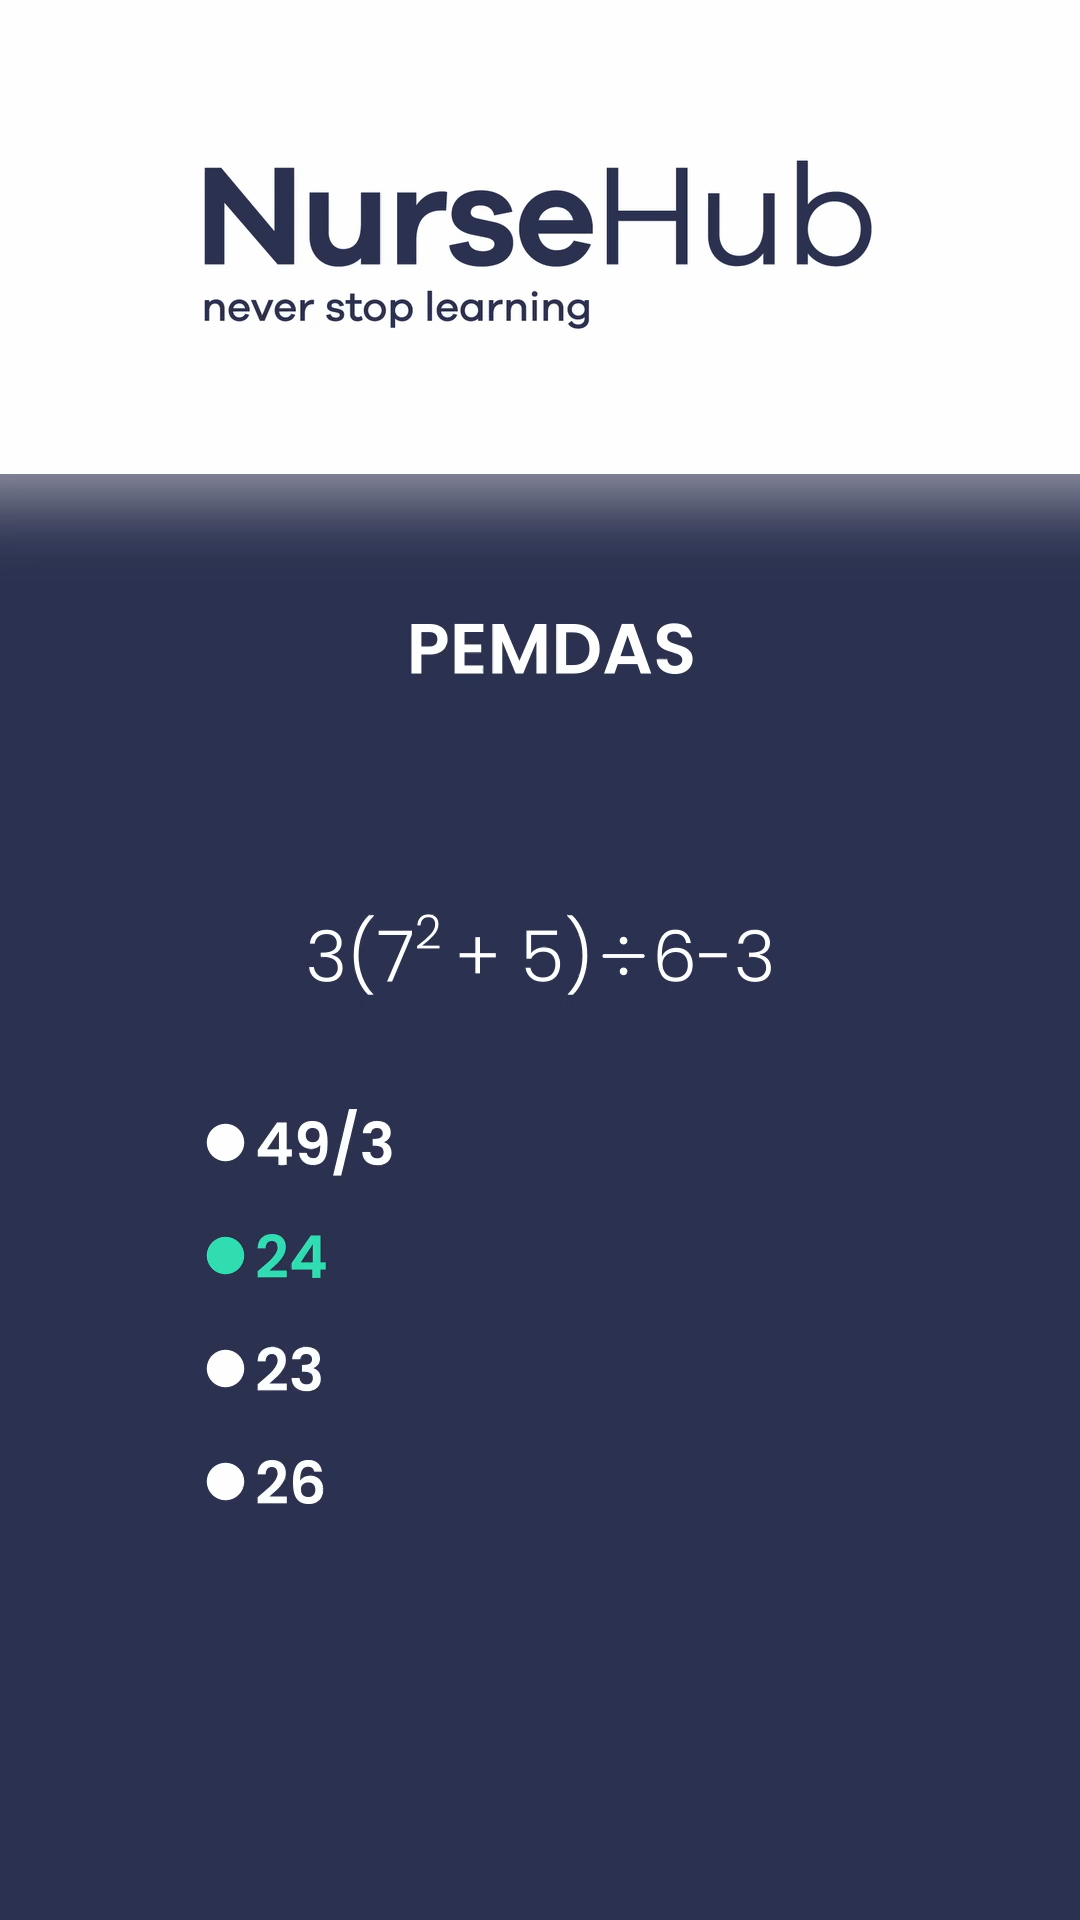 NurseHub
never stop learning
PEMDAS
3(7² + 5)÷6-3
49/3
24
23
26